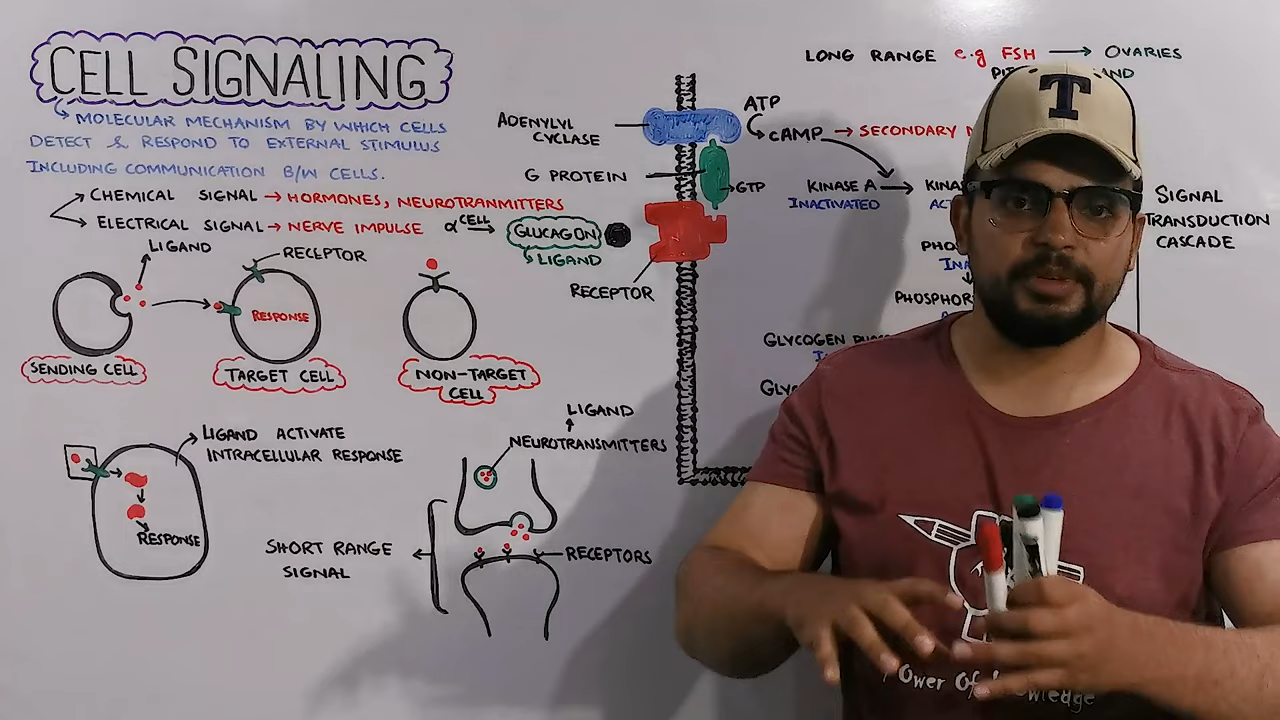 CELL SIGNALING
MOLECULAR MECHANISM BY WHICH CELLS
DETECT & RESPOND TO EXTERNAL STIMULUS
INCLUDING COMMUNICATION B/W CELLS.
CHEMICAL SIGNAL → HORMONES, NEUROTRANMITTERS
ELECTRICAL SIGNAL → NERVE IMPULSE
LIGAND
RECEPTOR
RESPONSE
SENDING CELL
TARGET CELL
NON-TARGET
CELL
LIGAND ACTIVATE
INTRACELLULAR RESPONSE
RESPONSE
LIGAND
NEUROTRANSMITTERS
SHORT RANGE
SIGNAL
RECEPTORS
α CELL → GLUCAGON
LIGAND
ADENYLYL
CYCLASE
G PROTEIN
RECEPTOR
LONG RANGE e.g FSH → OVARIES
ATP
cAMP → SECONDARY
GTP
KINASE A →
INACTIVATED
SIGNAL
TRANSDUCTION
CASCADE
GLYCOGEN
T